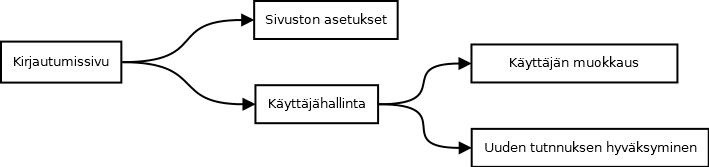 Sivuston asetukset
Kirjautumissivu
Käyttäjän muokkaus
Käyttäjähallinta
Uuden tutnnuksen hyväksyminen